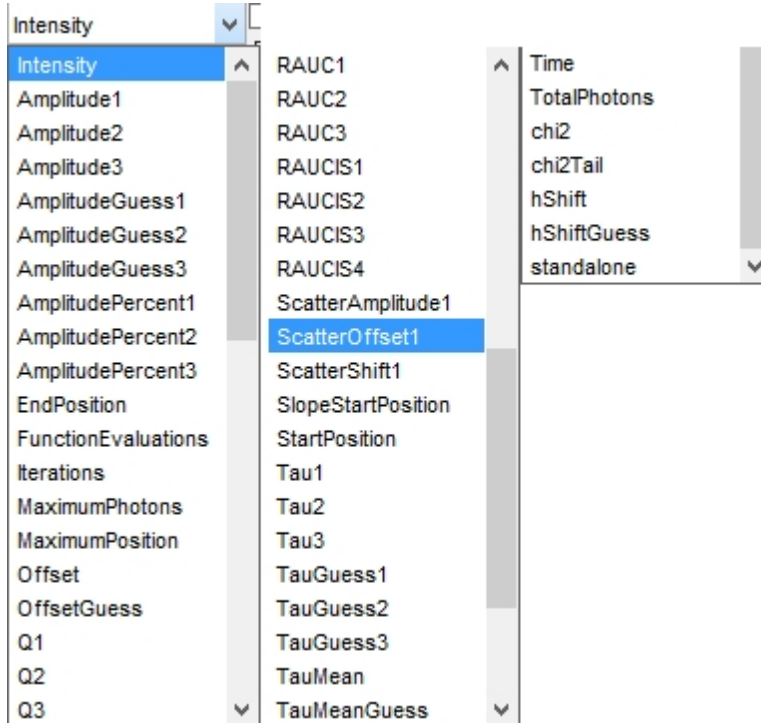 Intensity
Intensity
Amplitude1
Amplitude2
Amplitude3
AmplitudeGuess1
AmplitudeGuess2
AmplitudeGuess3
AmplitudePercent1
AmplitudePercent2
AmplitudePercent3
EndPosition
FunctionEvaluations
Iterations
MaximumPhotons
MaximumPosition
Offset
OffsetGuess
Q1
Q2
Q3
RAUC1
RAUC2
RAUC3
RAUCIS1
RAUCIS2
RAUCIS3
RAUCIS4
ScatterAmplitude1
ScatterOffset1
ScatterShift1
SlopeStartPosition
StartPosition
Tau1
Tau2
Tau3
TauGuess1
TauGuess2
TauGuess3
TauMean
TauMeanGuess
Time
TotalPhotons
chi2
chi2Tail
hShift
hShiftGuess
standalone